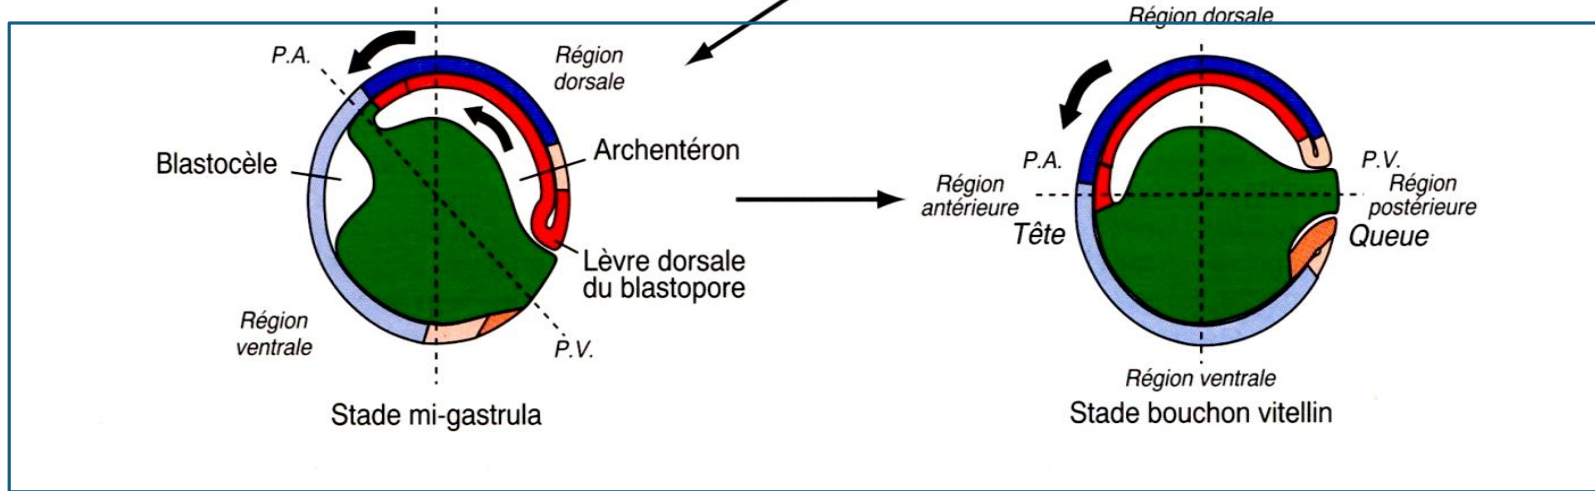 Région dorsale
P.A.
Région
dorsale
Blastocèle
Archentéron
Lèvre dorsale
du blastopore
Région
ventrale
P.V.
Stade mi-gastrula
P.A.
P.V.
Région
antérieure
Région
postérieure
Tête
Queue
Région ventrale
Stade bouchon vitellin